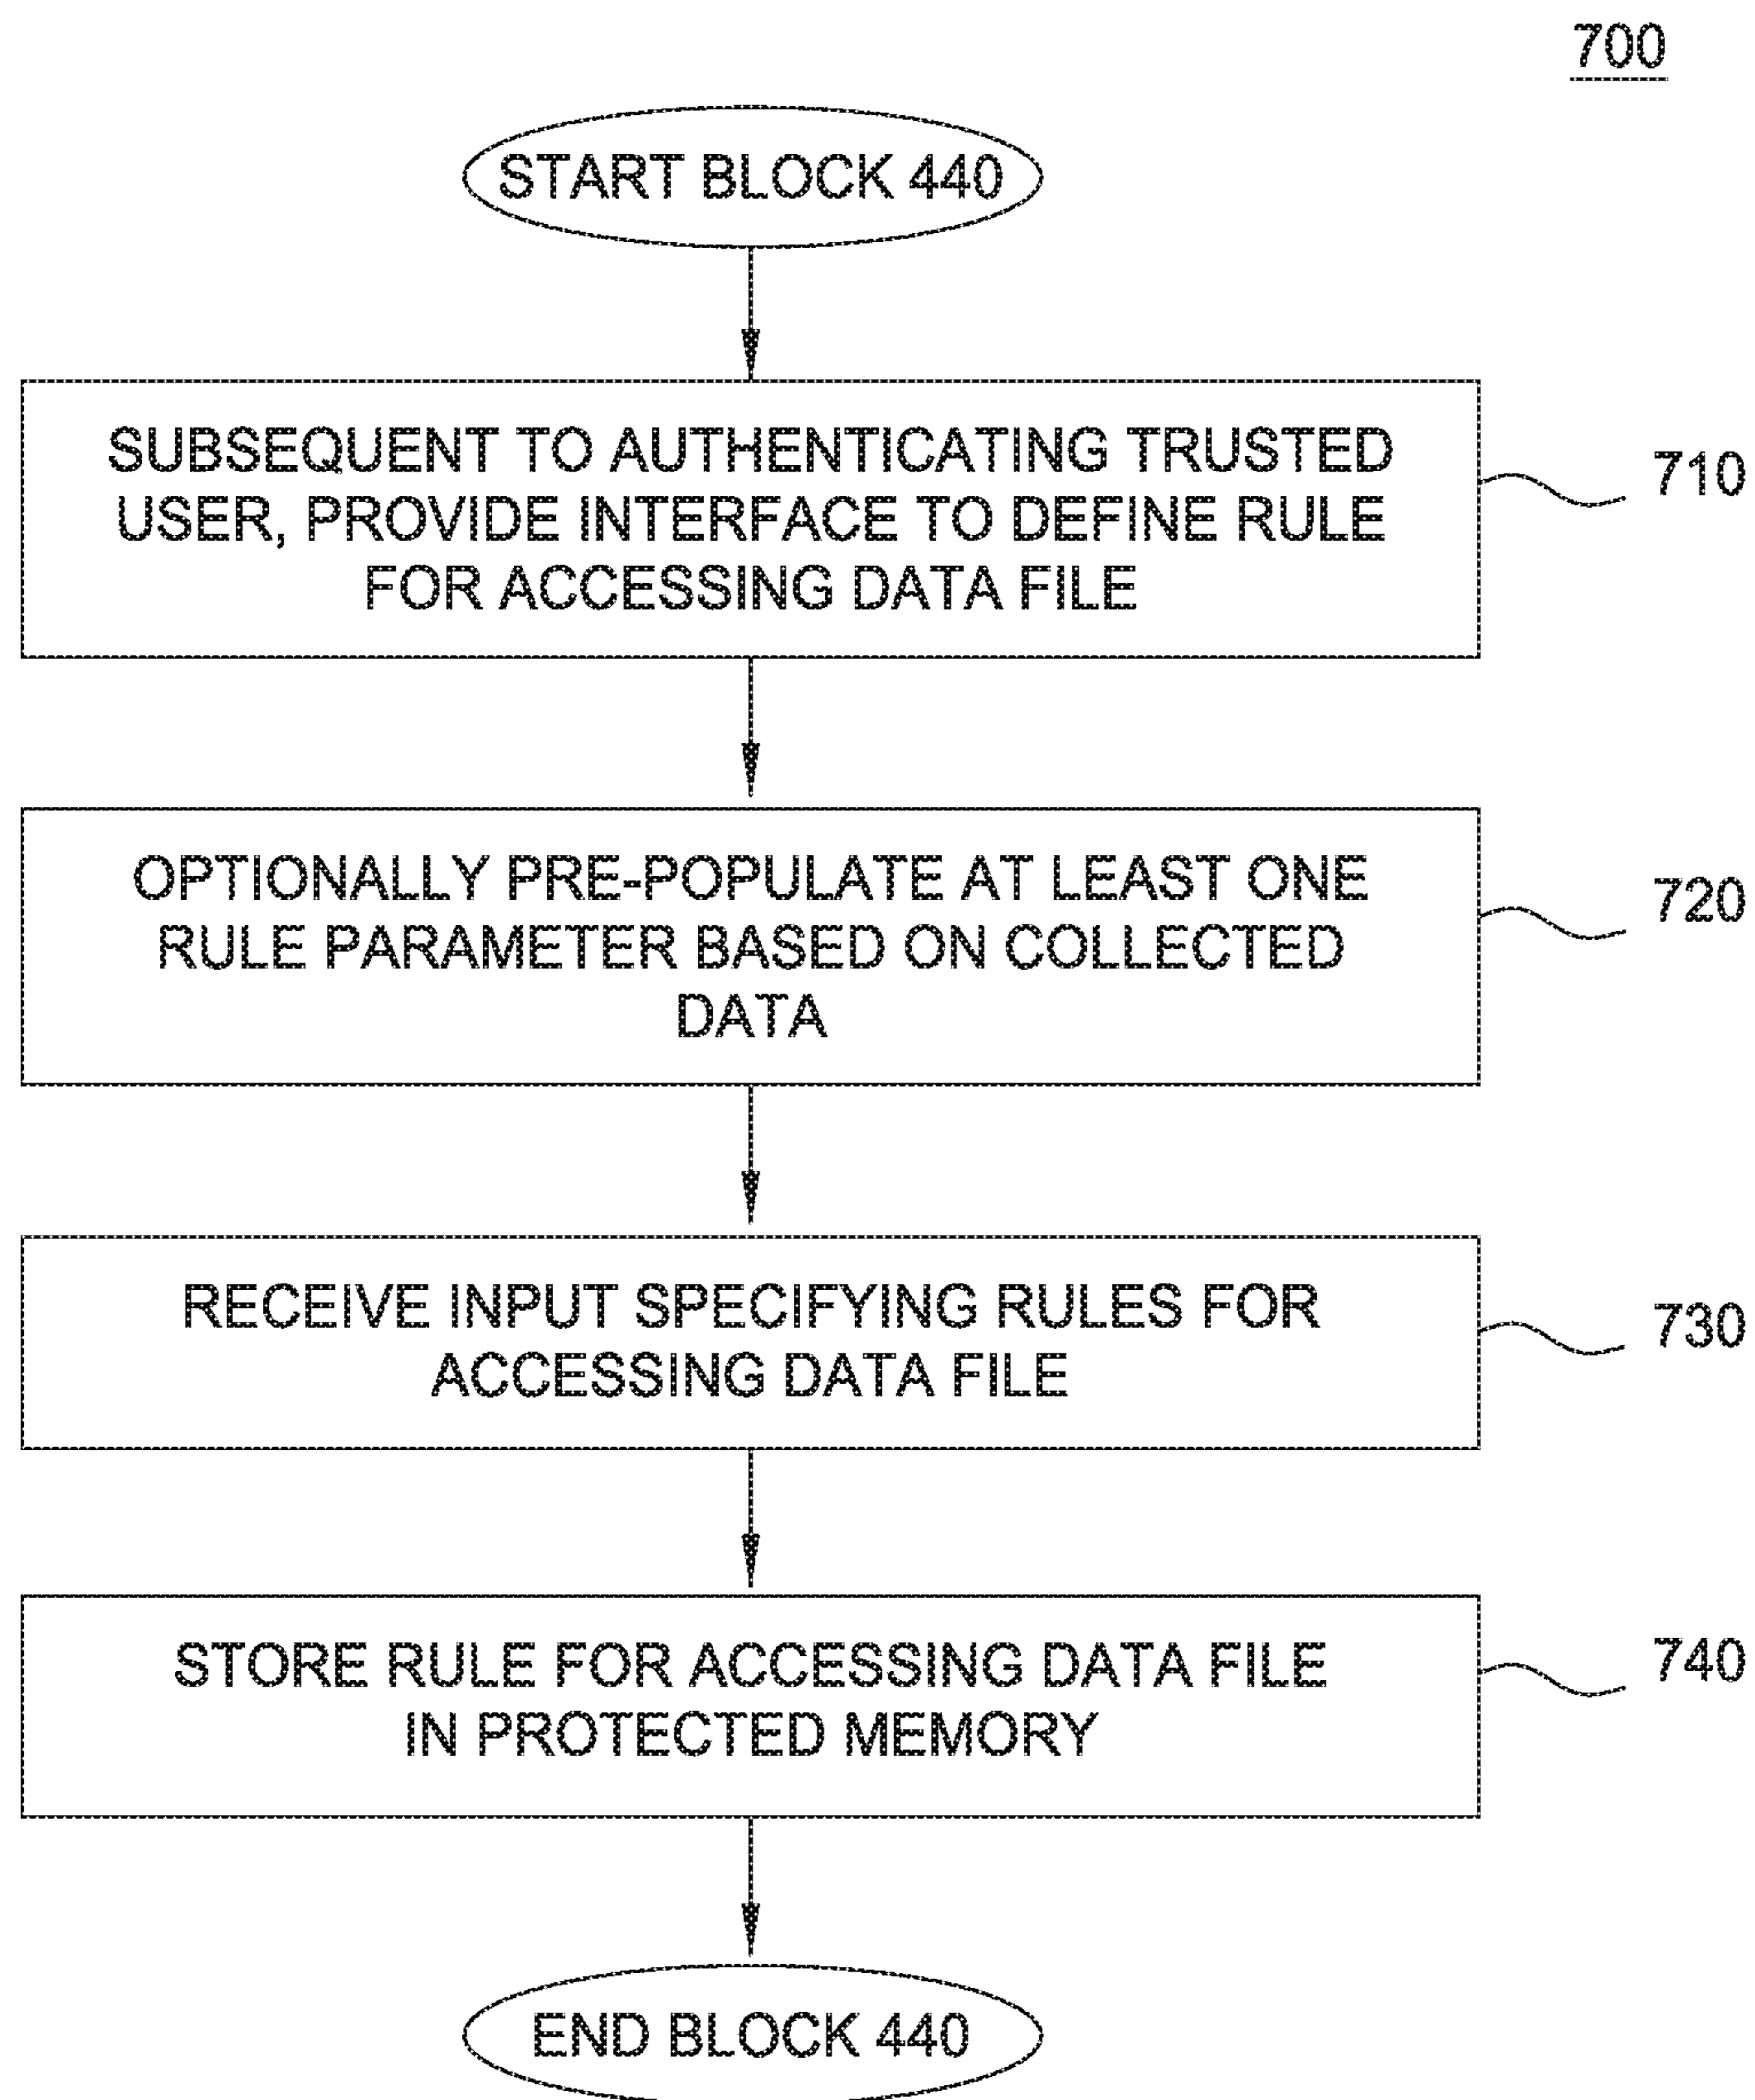 700
START BLOCK 440
SUBSEQUENT TO AUTHENTICATING TRUSTED
USER, PROVIDE INTERFACE TO DEFINE RULE
FOR ACCESSING DATA FILE
710
OPTIONALLY PRE-POPULATE AT LEAST ONE
RULE PARAMETER BASED ON COLLECTED
DATA
720
RECEIVE INPUT SPECIFYING RULES FOR
ACCESSING DATA FILE
730
STORE RULE FOR ACCESSING DATA FILE
IN PROTECTED MEMORY
740
END BLOCK 440